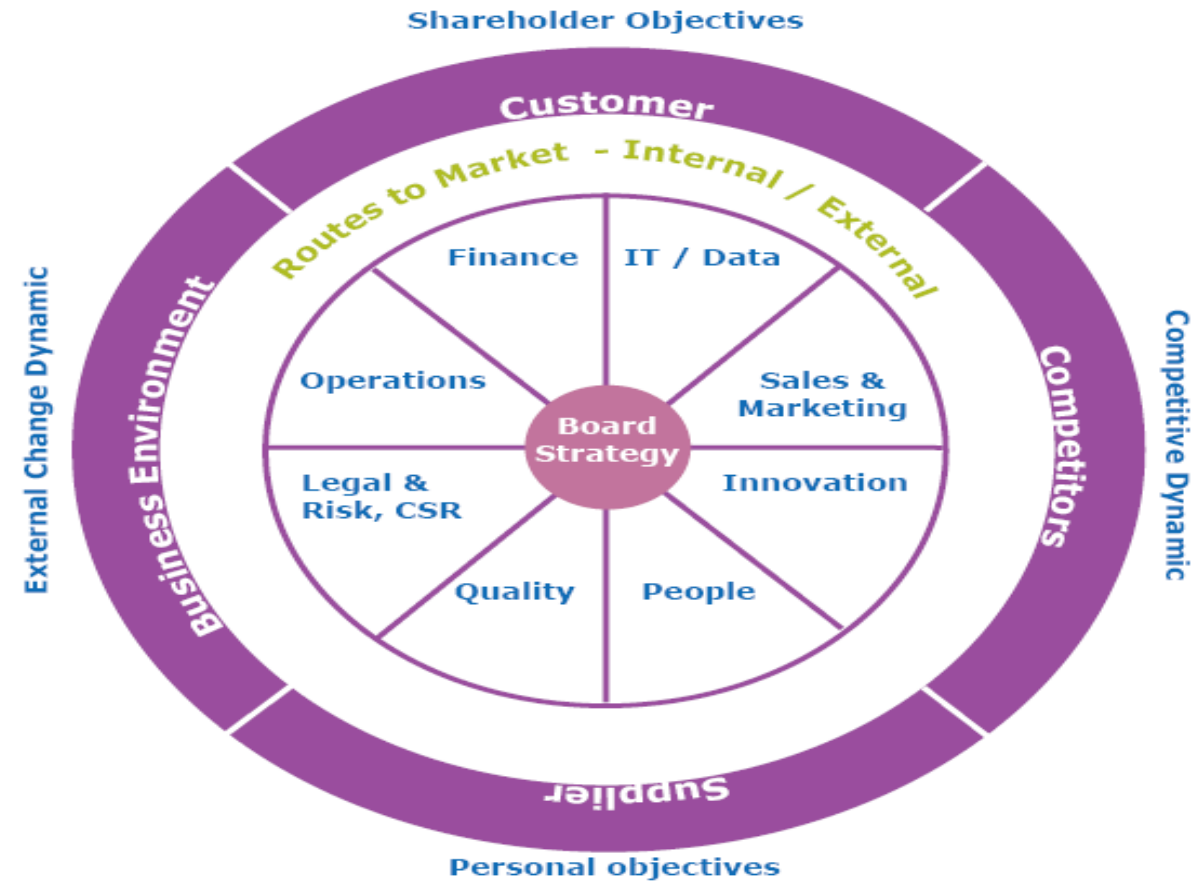 Shareholder Objectives
Customer
Routes to Market - Internal / External
Finance
IT / Data
Operations
Sales &
Marketing
Board
Strategy
Legal &
Risk, CSR
Innovation
Quality
People
Business Environment
Competitors
External Change Dynamic
Competitive Dynamic
Supplier
Personal objectives